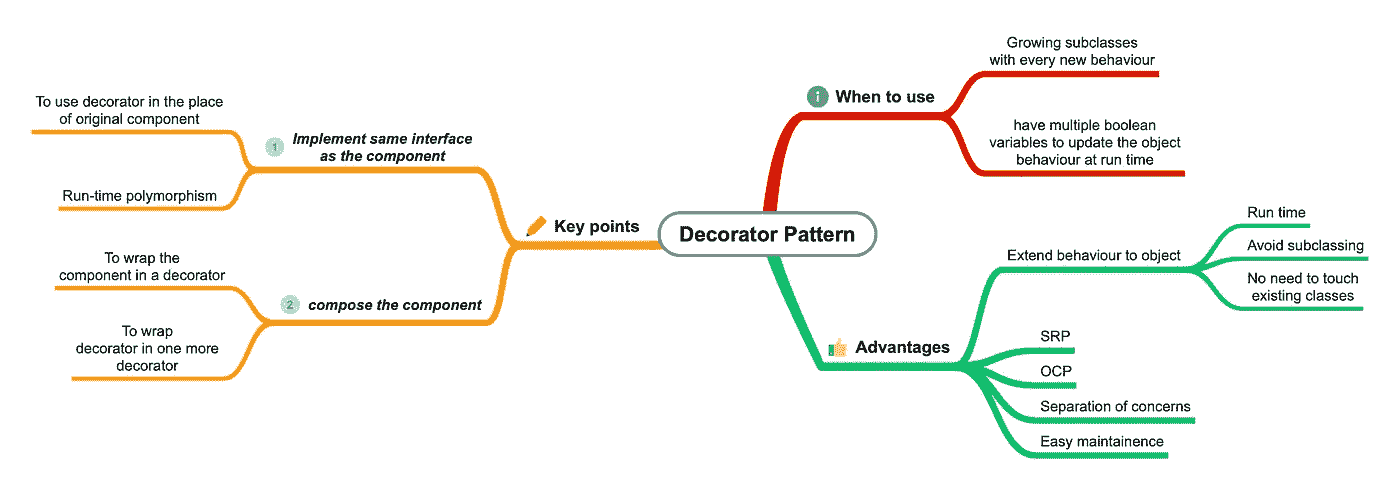 Decorator Pattern
When to use
Growing subclasses
with every new behaviour
have multiple boolean
variables to update the object
behaviour at run time
Advantages
Extend behaviour to object
Run time
Avoid subclassing
No need to touch
existing classes
SRP
OCP
Separation of concerns
Easy maintainence
Key points
1
Implement same interface
as the component
To use decorator in the place
of original component
Run-time polymorphism
2
compose the component
To wrap the
component in a decorator
To wrap
decorator in one more
decorator